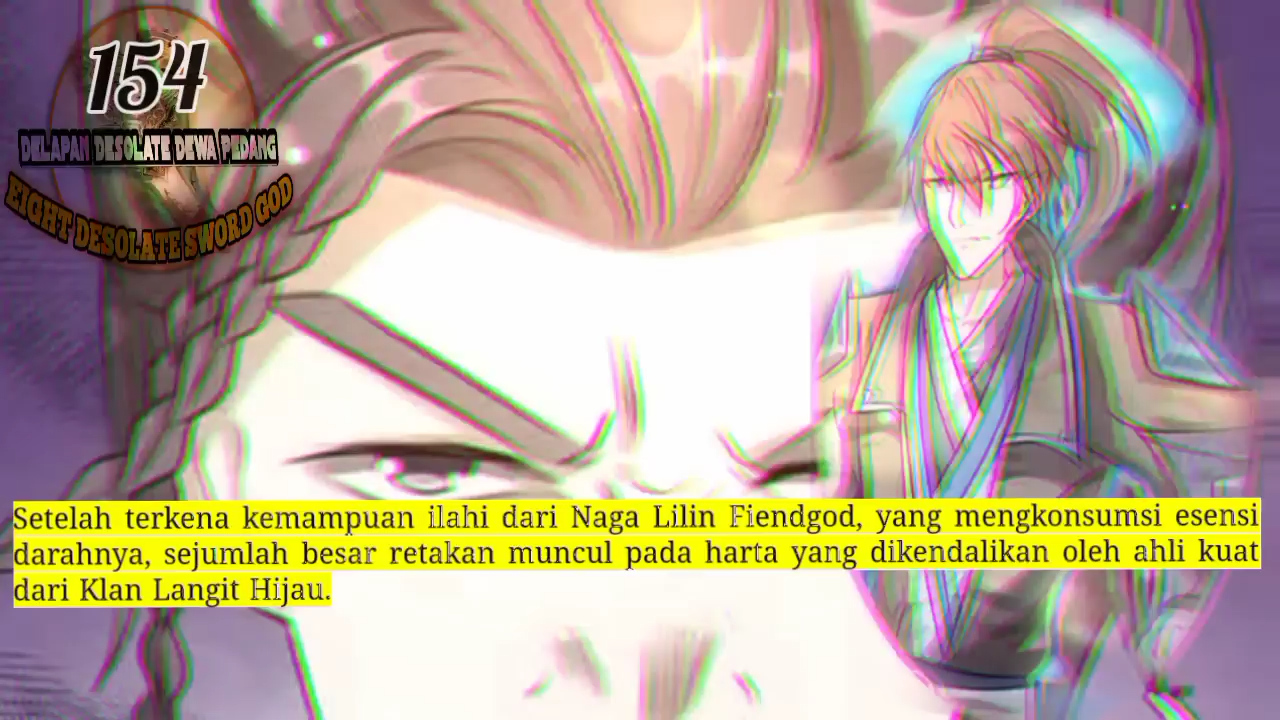 154
DELAPAN DESOLATE DEWA PEDANG
EIGHT DESOLATE SWORD GOD
Setelah terkena kemampuan ilahi dari Naga Lilin Fiendgod, yang mengkonsumsi esensi
darahnya, sejumlah besar retakan muncul pada harta yang dikendalikan oleh ahli kuat
dari Klan Langit Hijau.